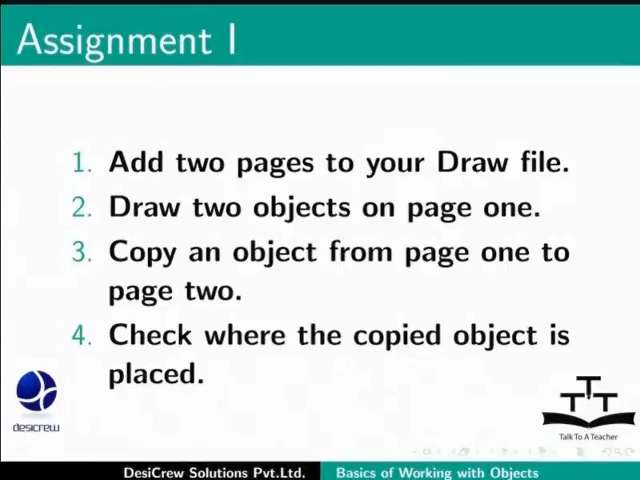 Assignment I
1. Add two pages to your Draw file.
2. Draw two objects on page one.
3. Copy an object from page one to
page two.
4. Check where the copied object is
placed.
desicrew
TTT
Talk To A Teacher
DesiCrew Solutions Pvt.Ltd. Basics of Working with Objects